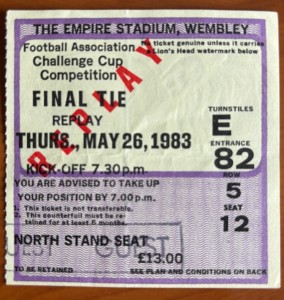 THE EMPIRE STADIUM, WEMBLEY
Football Association
Challenge Cup
Competition
No ticket genuine unless it carries
a Lion's Head watermark below
REPLAY
FINAL TIE
REPLAY
THURS., MAY 26, 1983
KICK-OFF 7.30 p.m.
YOU ARE ADVISED TO TAKE UP
YOUR POSITION BY 7.00 p.m.
1. This ticket is not transferable.
2. This counterfoil must be re-
tained for at least 6 months.
TURNSTILES
E
ENTRANCE
82
ROW
5
SEAT
12
GUEST
GUEST
NORTH STAND SEAT
£13.00
TO BE RETAINED
SEE PLAN AND CONDITIONS ON BACK